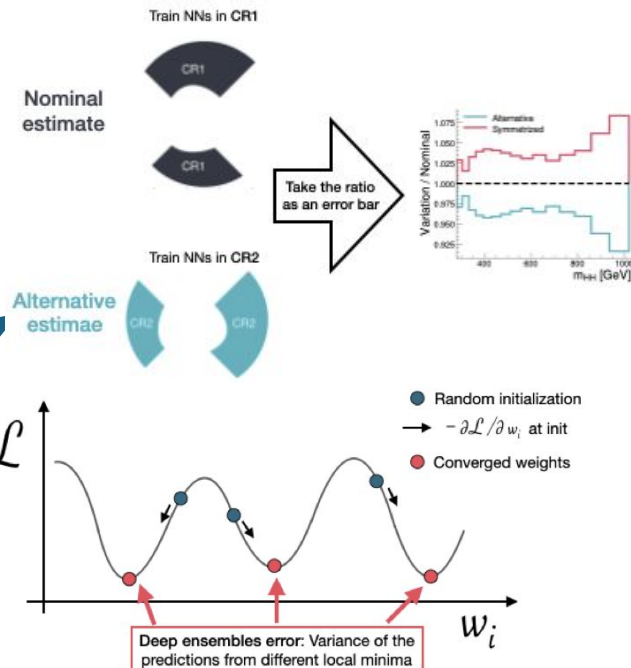 Train NNs in CR1
CR1
Nominal
estimate
CR1
Take the ratio
as an error bar
Variation / Nominal
1.075
1.050
1.025
1.000
0.975
0.950
0.925
Alternative
Symmetrized
400
600
800
1000
mHH [GeV]
Train NNs in CR2
Alternative
estimae
CR2
CR2
ℒ
Random initialization
− ∂ℒ/∂wᵢ at init
Converged weights
wᵢ
Deep ensembles error: Variance of the
predictions from different local minima